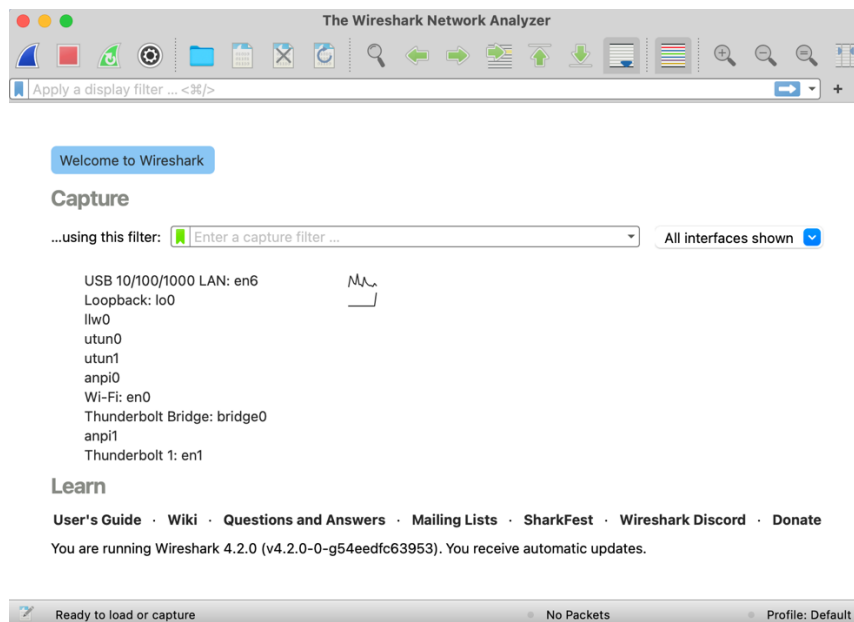 The Wireshark Network Analyzer
Apply a display filter ... <⌘/>
+
Welcome to Wireshark
Capture
...using this filter: Enter a capture filter ... All interfaces shown
USB 10/100/1000 LAN: en6
Loopback: lo0
llw0
utun0
utun1
anpi0
Wi-Fi: en0
Thunderbolt Bridge: bridge0
anpi1
Thunderbolt 1: en1
Learn
User's Guide · Wiki · Questions and Answers · Mailing Lists · SharkFest · Wireshark Discord · Donate
You are running Wireshark 4.2.0 (v4.2.0-0-g54eedfc63953). You receive automatic updates.
Ready to load or capture No Packets Profile: Default